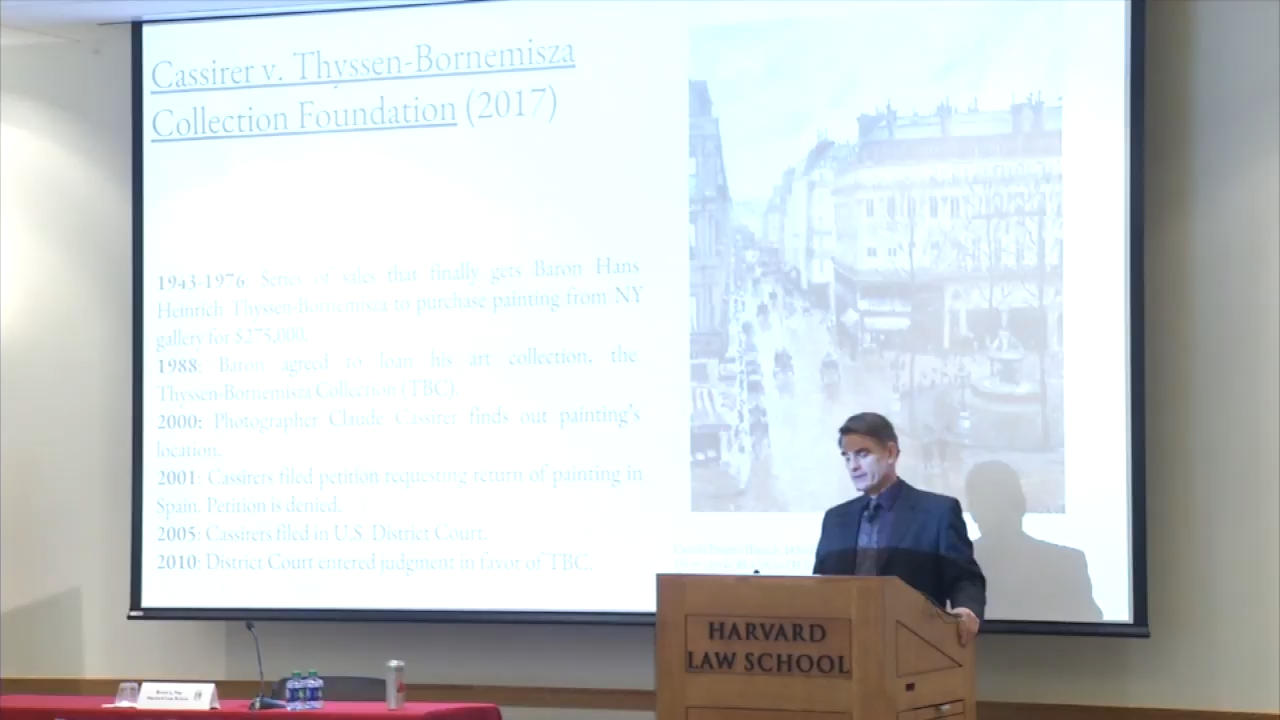 Cassirer v. Thyssen-Bornemisza
Collection Foundation (2017)
1943-1976: Series of sales that finally gets Baron Hans
Heinrich Thyssen-Bornemisza to purchase painting from NY
gallery for $275,000.
1988: Baron agreed to loan his art collection, the
Thyssen-Bornemisza Collection (TBC).
2000: Photographer Claude Cassirer finds out painting's
location.
2001: Cassirers filed petition requesting return of painting in
Spain. Petition is denied.
2005: Cassirers filed in U.S. District Court.
2010: District Court entered judgment in favor of TBC.
HARVARD
LAW SCHOOL